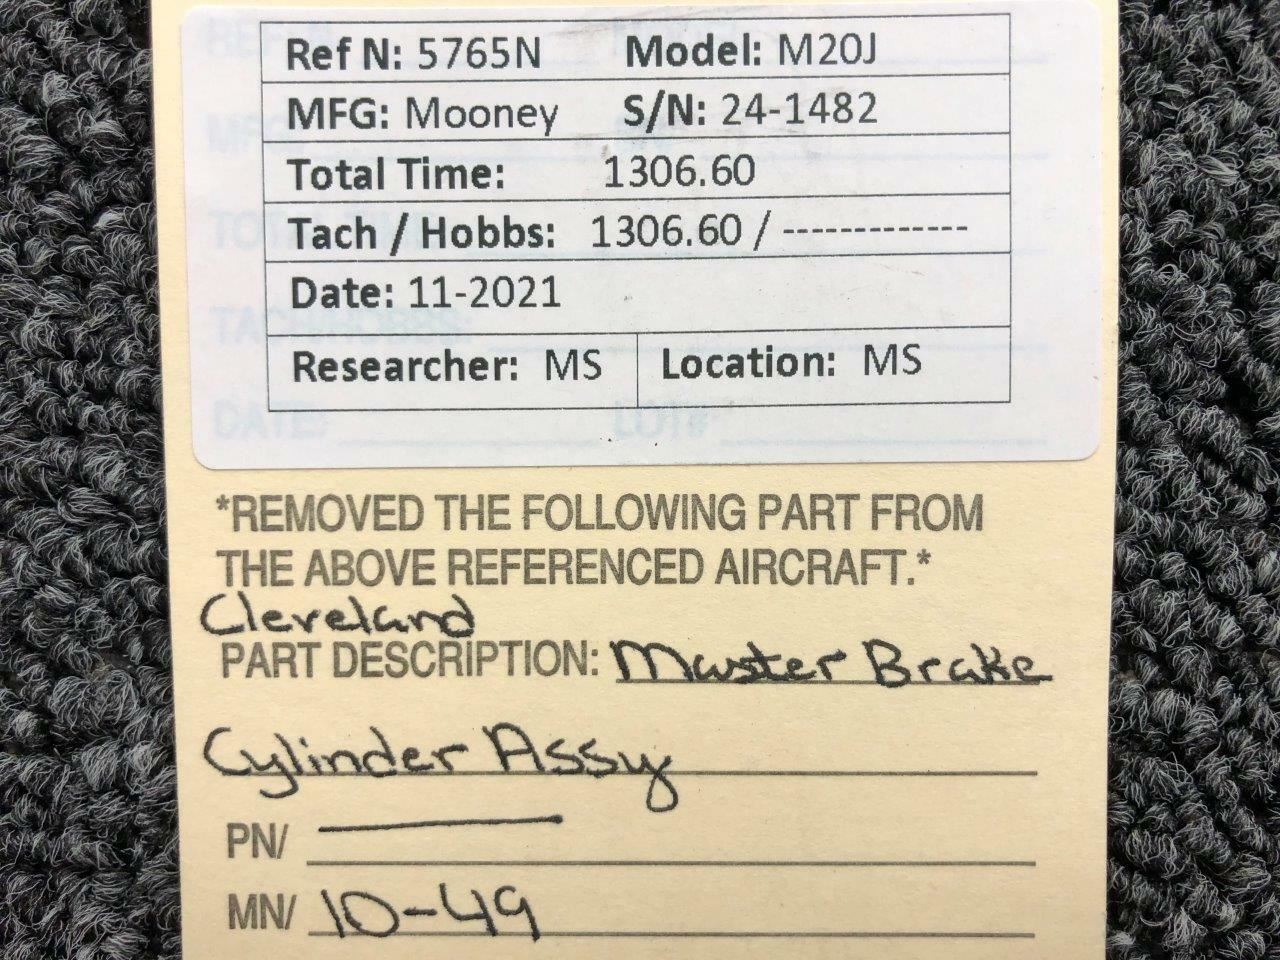 Ref N: 5765N Model: M20J
MFG: Mooney S/N: 24-1482
Total Time: 1306.60
Tach / Hobbs: 1306.60 / -------------
Date: 11-2021
Researcher: MS Location: MS
*REMOVED THE FOLLOWING PART FROM
THE ABOVE REFERENCED AIRCRAFT.*
Cleveland
PART DESCRIPTION: Master Brake
Cylinder Assy
PN/ —
MN/ 10-49